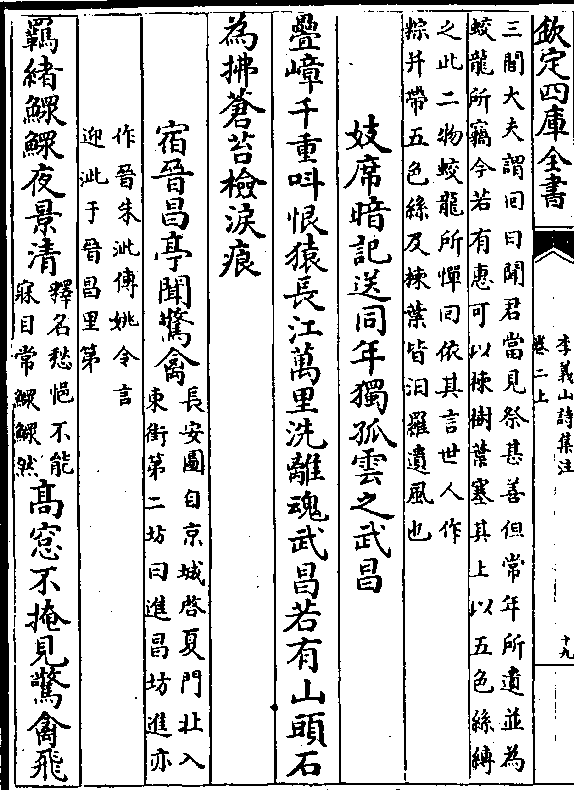 欽定四庫全書
李義山詩集注
卷二上
十九
三閭大夫謂回曰聞君當見祭甚善但常年所遺並為
蛟龍所竊今若有惠可以楝樹葉塞其上以五色絲縛
之此二物蛟龍所憚回依其言世人作
粽并帶五色絲及楝葉皆汨羅遺風也
妓席暗記送同年獨孤雲之武昌
疊嶂千重叫恨猿長江萬里洗離魂武昌若有山頭石
為拂蒼苔檢淚痕
宿晉昌亭聞驚禽
長安圖自京城啓夏門北入
東街第二坊曰進昌坊進亦
作晉朱泚傳姚令言
迎泚于晉昌里第
羈緒鰥鰥夜景清
釋名愁悒不能
寐目常鰥鰥然
高窓不掩見驚禽飛